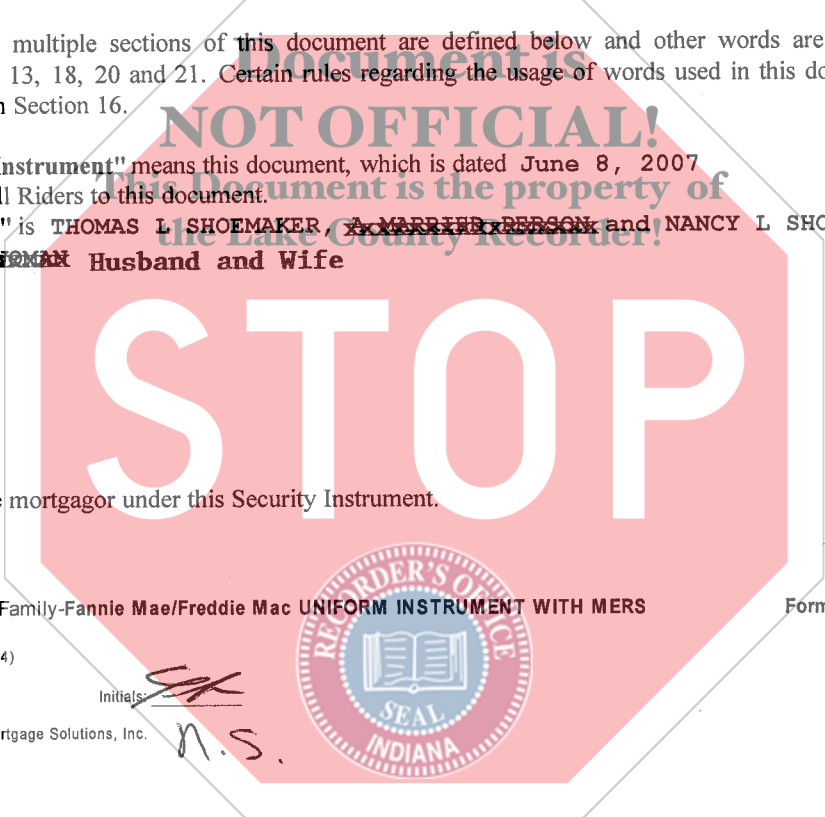 multiple sections of this document are defined below and other words are
Document is
13, 18, 20 and 21. Certain rules regarding the usage of words used in this do
Section 16.
NOT OFFICIAL!
Instrument" means this document, which is dated June 8, 2007
ll Riders to this document.
This Document is the property of
" is THOMAS L SHOEMAKER, A MARRIED PERSON and NANCY L SHO
the Lake County Recorder!
Husband and Wife
STOP
e mortgagor under this Security Instrument.
RECORDER'S OFFICE
Family-Fannie Mae/Freddie Mac UNIFORM INSTRUMENT WITH MERS Form
4)
Initials:
SEAL
rtgage Solutions, Inc. N.S.
INDIANA